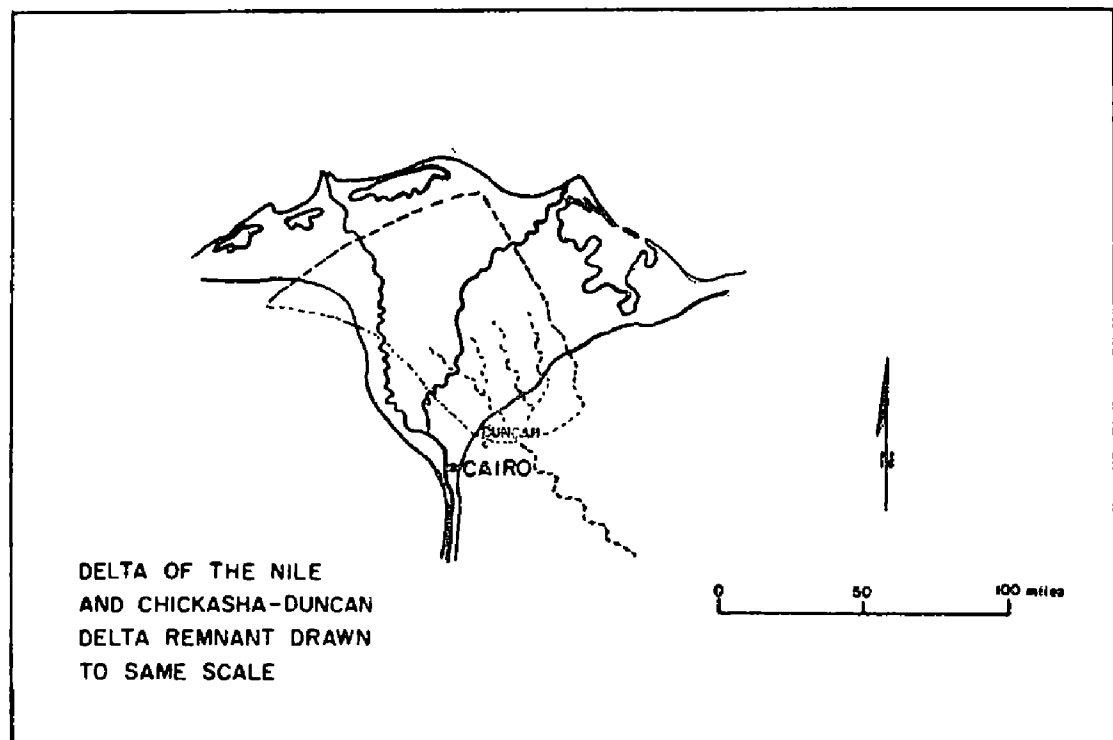 DUNCAN
CAIRO
N
DELTA OF THE NILE
AND CHICKASHA-DUNCAN
DELTA REMNANT DRAWN
TO SAME SCALE
0 50 100 miles